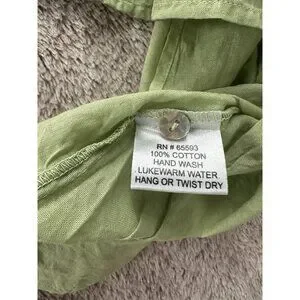 RN # 65593
100% COTTON
HAND WASH
LUKEWARM WATER
HANG OR TWIST DRY